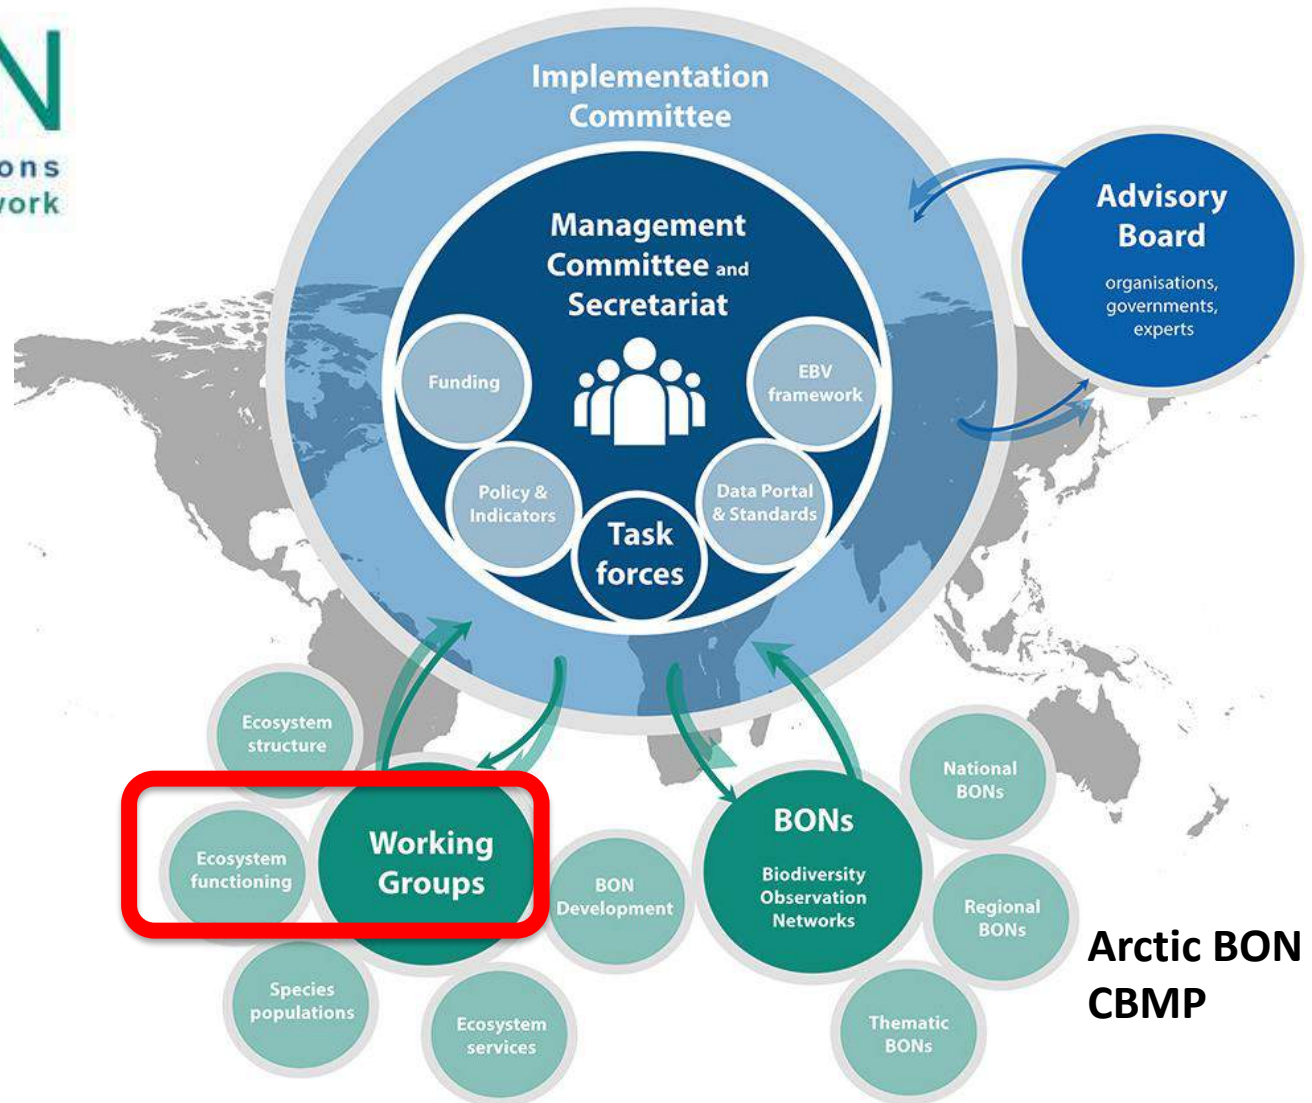 N
ons
work
Implementation
Committee
Management
Committee and
Secretariat
Funding
EBV
framework
Policy &
Indicators
Data Portal
& Standards
Task
forces
Advisory
Board
organisations,
governments,
experts
Ecosystem
structure
Ecosystem
functioning
Working
Groups
Species
populations
Ecosystem
services
BON
Development
BONs
Biodiversity
Observation
Networks
National
BONs
Regional
BONs
Thematic
BONs
Arctic BON
CBMP